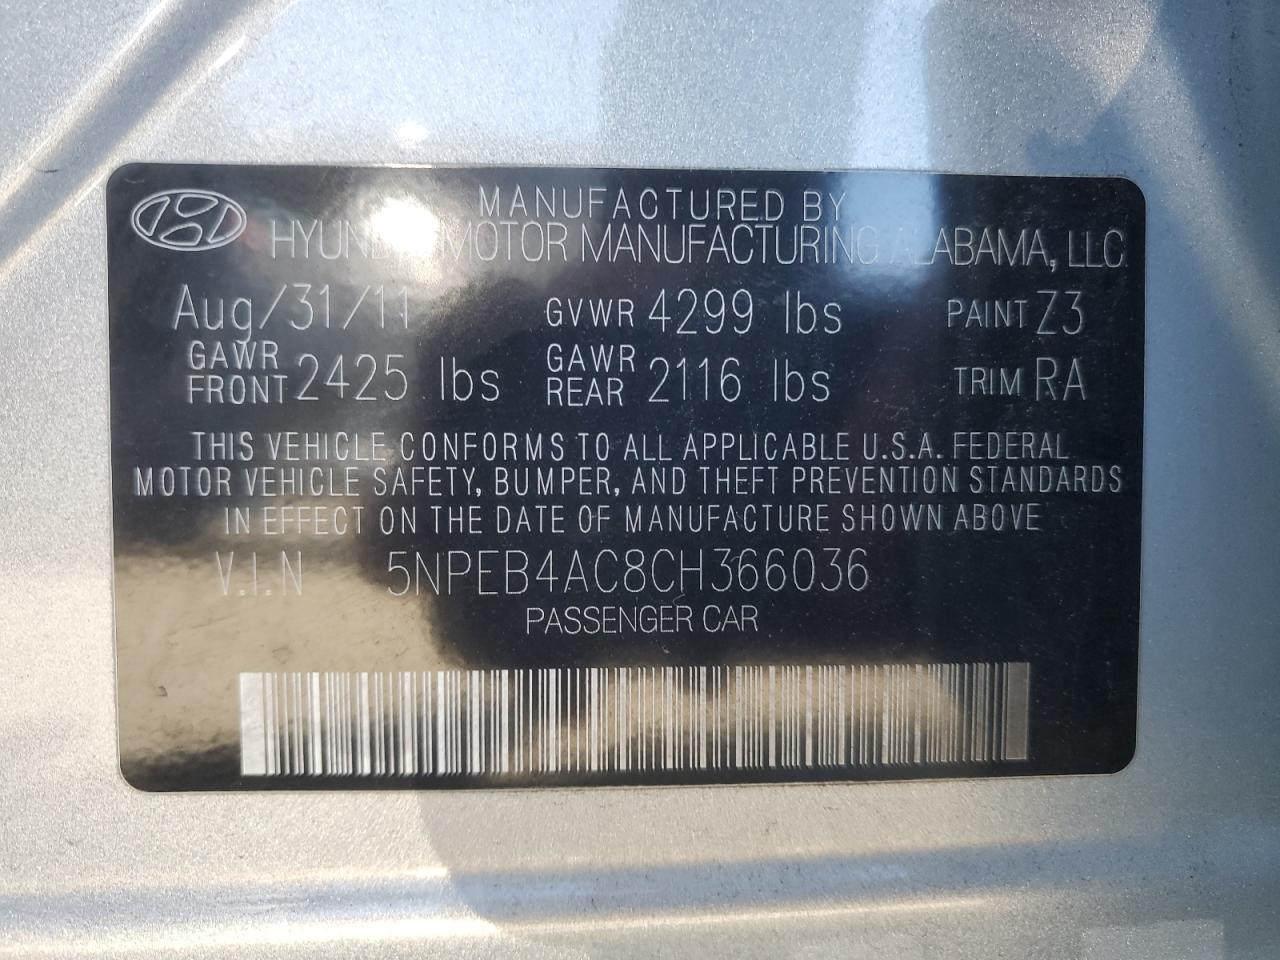 MANUFACTURED BY
HYUNDAI MOTOR MANUFACTURING ALABAMA, LLC
Aug/31/11 GVWR 4299 lbs PAINT Z3
GAWR FRONT 2425 lbs GAWR REAR 2116 lbs TRIM RA
THIS VEHICLE CONFORMS TO ALL APPLICABLE U.S.A. FEDERAL
MOTOR VEHICLE SAFETY, BUMPER, AND THEFT PREVENTION STANDARDS
IN EFFECT ON THE DATE OF MANUFACTURE SHOWN ABOVE
V.I.N 5NPEB4AC8CH366036
PASSENGER CAR